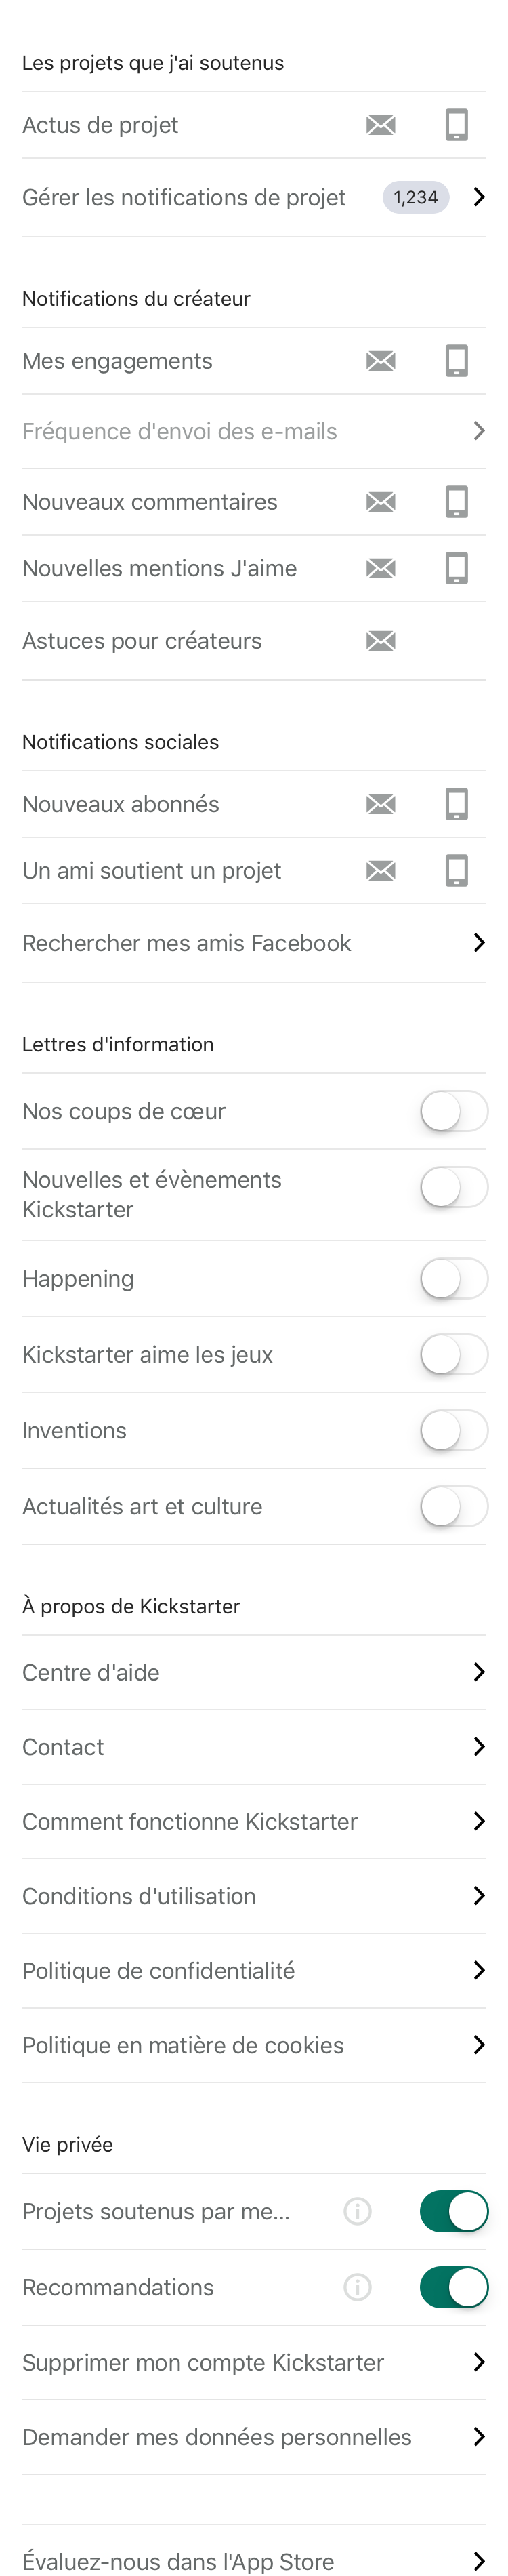 Les projets que j'ai soutenus
Actus de projet
Gérer les notifications de projet 1,234
Notifications du créateur
Mes engagements
Fréquence d'envoi des e-mails
Nouveaux commentaires
Nouvelles mentions J'aime
Astuces pour créateurs
Notifications sociales
Nouveaux abonnés
Un ami soutient un projet
Rechercher mes amis Facebook
Lettres d'information
Nos coups de cœur
Nouvelles et évènements
Kickstarter
Happening
Kickstarter aime les jeux
Inventions
Actualités art et culture
À propos de Kickstarter
Centre d'aide
Contact
Comment fonctionne Kickstarter
Conditions d'utilisation
Politique de confidentialité
Politique en matière de cookies
Vie privée
Projets soutenus par me...
Recommandations
Supprimer mon compte Kickstarter
Demander mes données personnelles
Évaluez-nous dans l'App Store